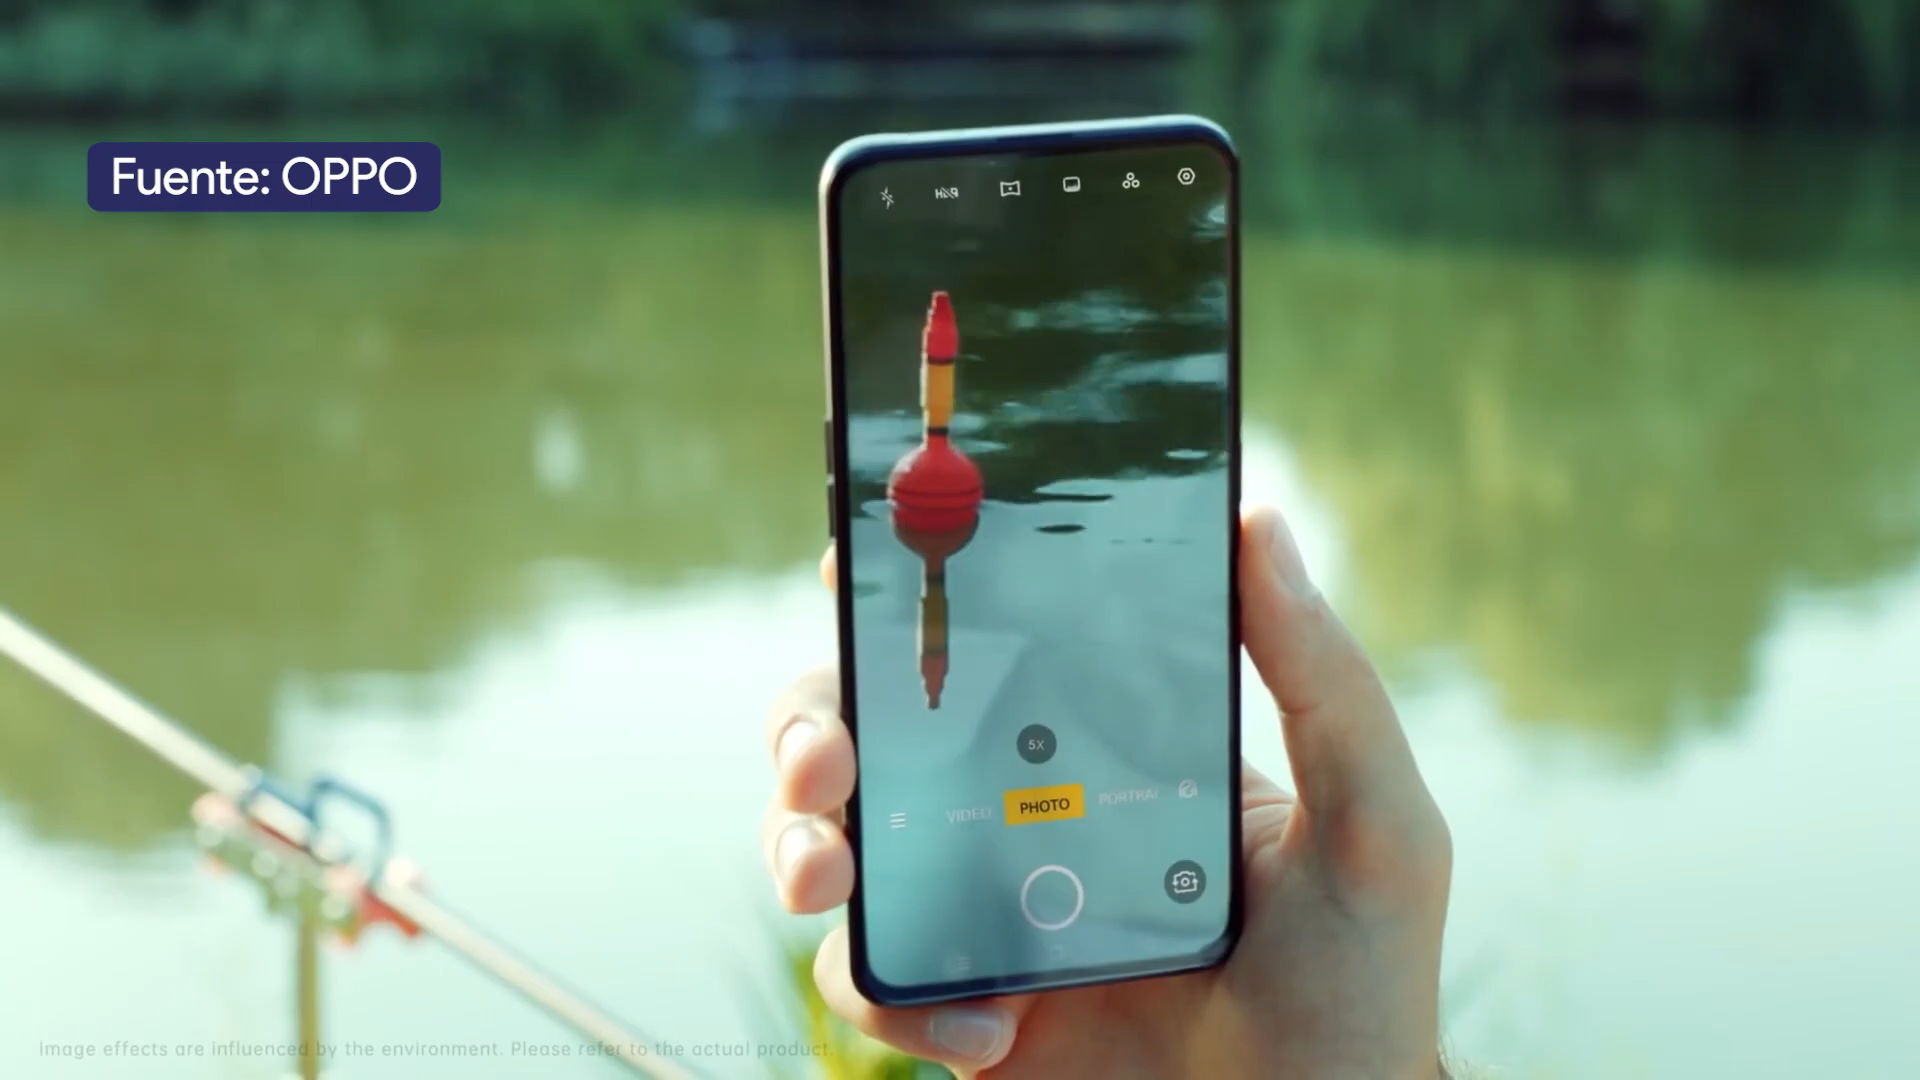 Fuente: OPPO
5X
VIDEO
PHOTO
PORTRAI
Image effects are influenced by the environment. Please refer to the actual product.